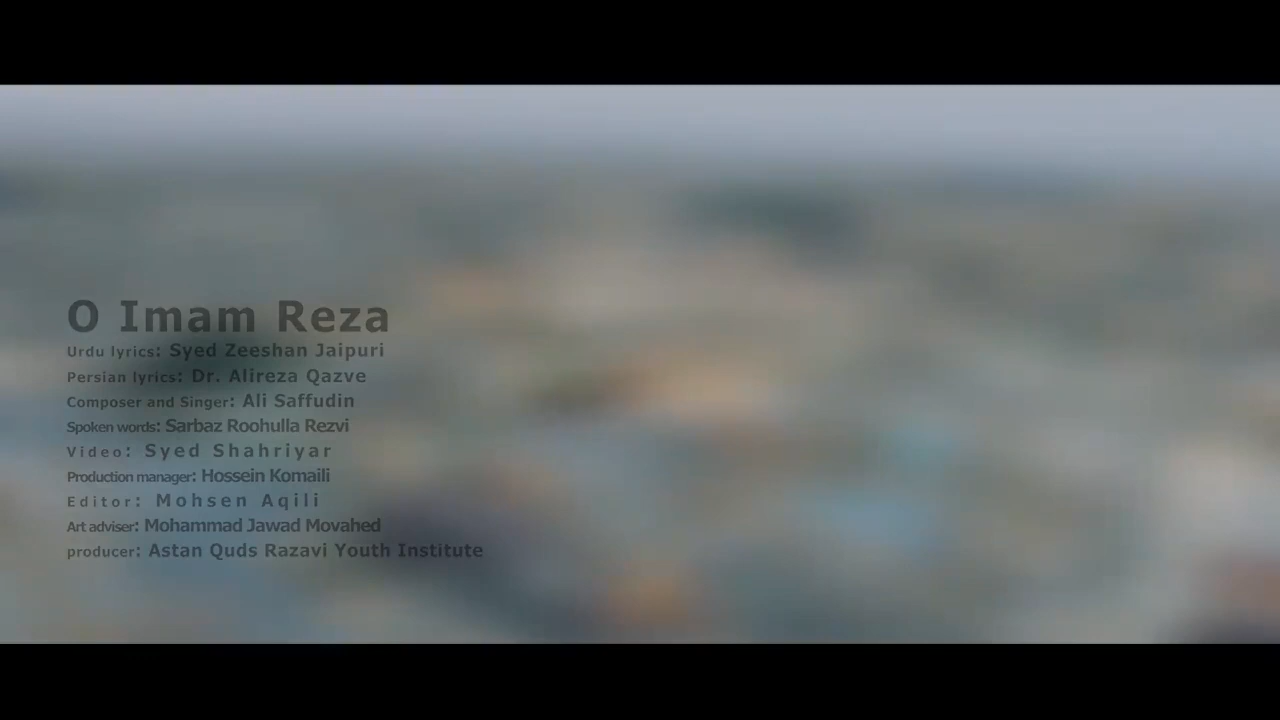 O Imam Reza
Urdu lyrics: Syed Zeeshan Jaipuri
Persian lyrics: Dr. Alireza Qazve
Composer and Singer: Ali Saffudin
Spoken words: Sarbaz Roohulla Rezvi
Video: Syed Shahriyar
Production manager: Hossein Komaili
Editor: Mohsen Aqili
Art adviser: Mohammad Jawad Movahed
producer: Astan Quds Razavi Youth Institute